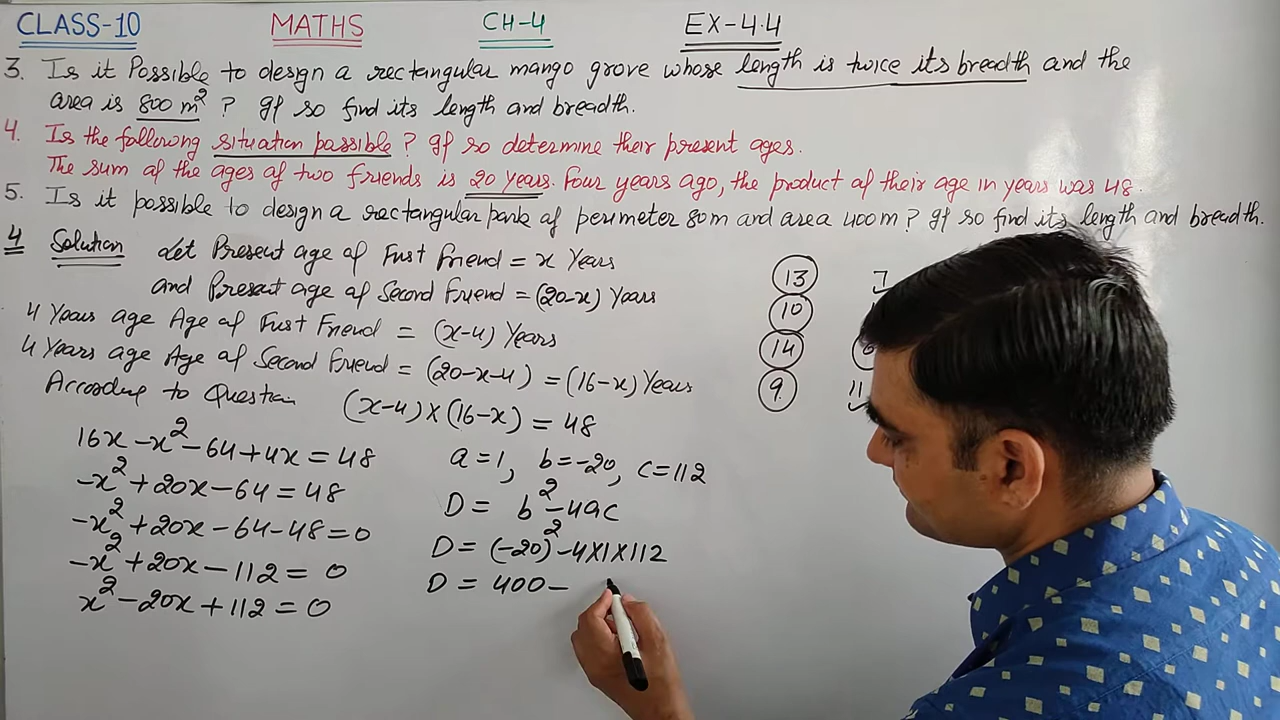 CLASS-10 MATHS CH-4 EX-4.4
3. Is it Possible to design a rectangular mango grove whose length is twice its breadth and the
area is 800 m² ? If so find its length and breadth.
4. Is the following situation possible ? If so determine their present ages.
The sum of the ages of two friends is 20 years. Four years ago, the product of their age in years was 48.
5. Is it possible to design a rectangular park of perimeter 80m and area 400m ? If so find its length and breadth.
4 Solution Let Present age of First Friend = x Years
and Present age of Second Friend = (20-x) Years
4 Years age Age of First Friend = (x-4) Years
4 Years age Age of Second Friend = (20-x-4) = (16-x) Years
According to Question (x-4)×(16-x) = 48
16x - x² - 64 + 4x = 48
-x² + 20x - 64 = 48
-x² + 20x - 64 - 48 = 0
-x² + 20x - 112 = 0
x² - 20x + 112 = 0
a = 1, b = -20, c = 112
D = b² - 4ac
D = (-20)² - 4×1×112
D = 400 -
13 7
10
14
9 11